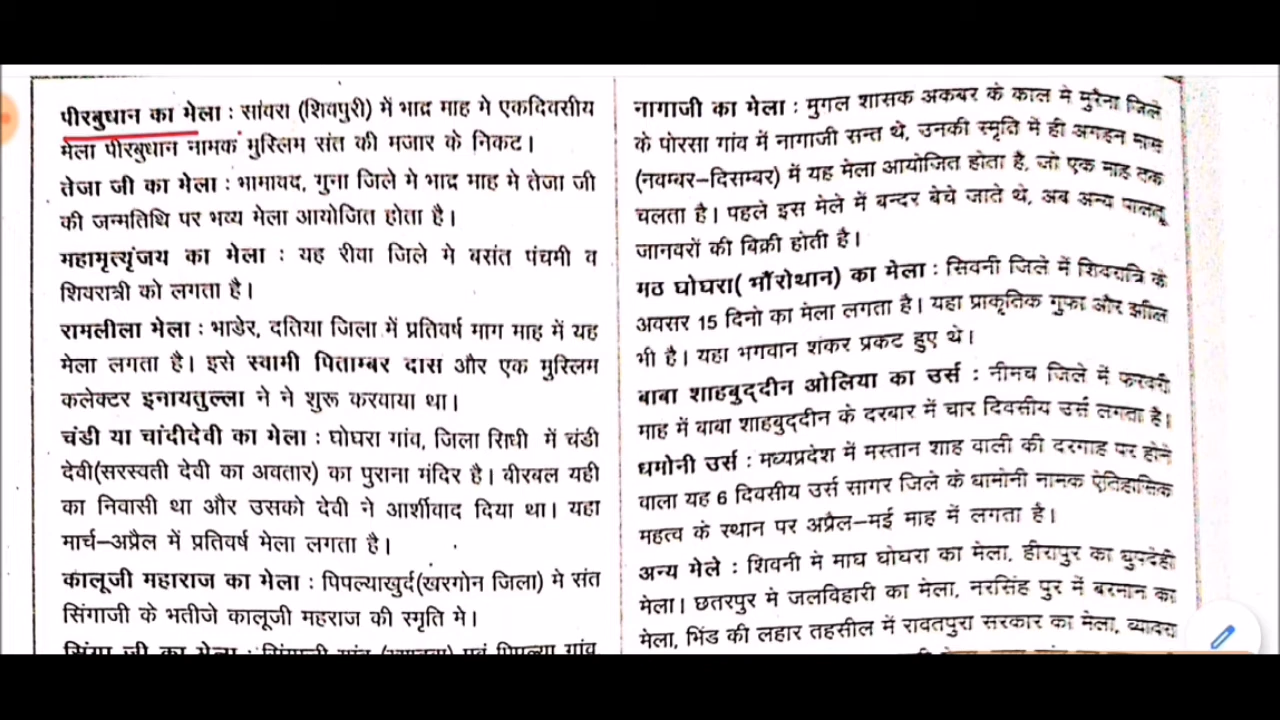 पीरबुधान का मेला : सांवरा (शिवपुरी) में भाद्र माह मे एकदिवसीय
मेला पीरबुधान नामक मुस्लिम संत की मजार के निकट।
तेजा जी का मेला : भामावद, गुना जिले मे भाद्र माह मे तेजा जी
की जन्मतिथि पर भव्य मेला आयोजित होता है।
महामृत्यृंजय का मेला : यह रीवा जिले मे बसंत पंचमी व
शिवरात्री को लगता है।
रामलीला मेला : भाडेर, दतिया जिला में प्रतिवर्ष माग माह में यह
मेला लगता है। इसे स्वामी पिताम्बर दास और एक मुस्लिम
कलेक्टर इनायतुल्ला ने ने शुरू करवाया था।
चंडी या चांदीदेवी का मेला : घोघरा गांव, जिला सिधी में चंडी
देवी(सरस्वती देवी का अवतार) का पुराना मंदिर है। बीरबल यही
का निवासी था और उसको देवी ने आर्शीवाद दिया था। यहा
मार्च–अप्रैल में प्रतिवर्ष मेला लगता है।
कालूजी महाराज का मेला : पिपल्याखुर्द(खरगोन जिला) मे संत
सिंगाजी के भतीजे कालूजी महराज की स्मृति मे।
सिंगा जी का मेला :
नागाजी का मेला : मुगल शासक अकबर के काल मे मुरैना जिले
के पोरसा गांव में नागाजी सन्त थे, उनकी स्मृति में ही अगहन मास
(नवम्बर–दिसम्बर) में यह मेला आयोजित होता है, जो एक माह तक
चलता है। पहले इस मेले में बन्दर बेचे जाते थे, अब अन्य पालतू
जानवरों की बिक्री होती है।
मठ घोघरा( भौंरोथान) का मेला : सिवनी जिले में शिवरात्रि के
अवसर 15 दिनो का मेला लगता है। यहा प्राकृतिक गुफा और झील
भी है। यहा भगवान शंकर प्रकट हुए थे।
बाबा शाहबुद्दीन ओलिया का उर्स : नीमच जिले में फरवरी
माह में बाबा शाहबुद्दीन के दरबार में चार दिवसीय उर्स लगता है।
धमोनी उर्स : मध्यप्रदेश में मस्तान शाह वाली की दरगाह पर होने
वाला यह 6 दिवसीय उर्स सागर जिले के धामोनी नामक ऐतिहासिक
महत्व के स्थान पर अप्रैल–मई माह में लगता है।
अन्य मेले : शिवनी मे माघ घोघरा का मेला, हीरापुर का
मेला। छतरपुर मे जलविहारी का मेला, नरसिंह पुर में बरमान का
मेला, भिंड की लहार तहसील में रावतपुरा सरकार का मेला,